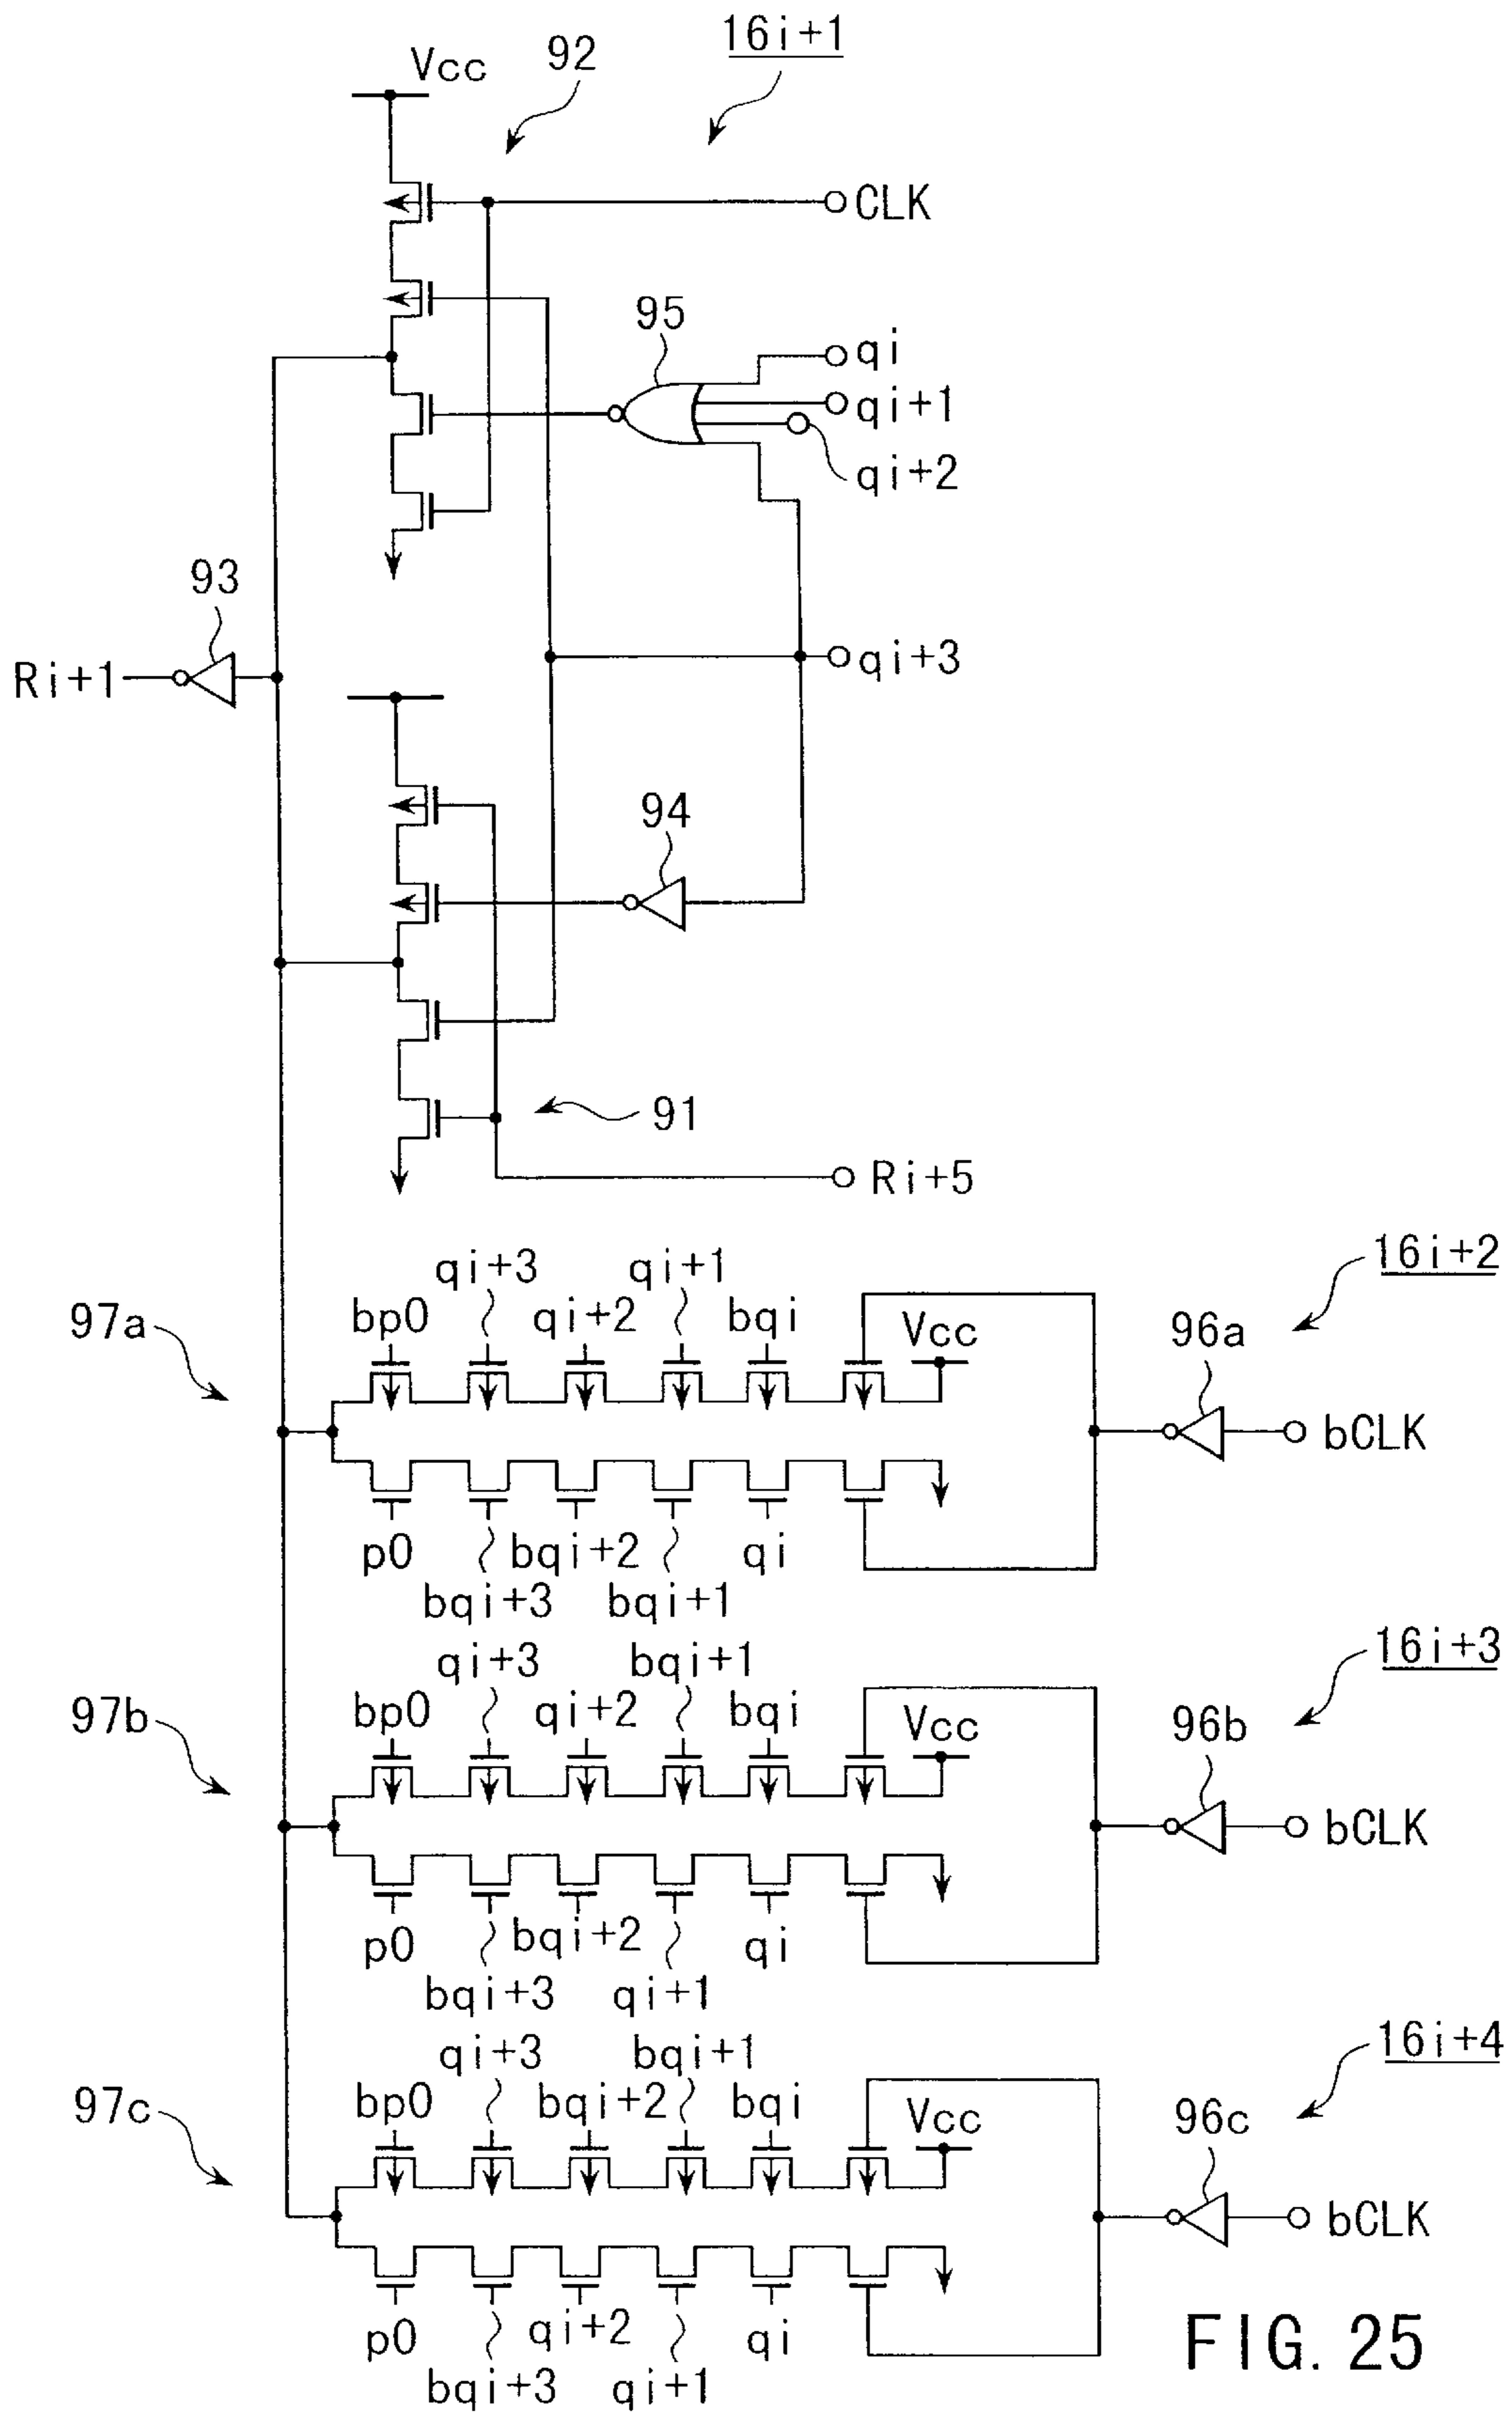 16i+1
92
Vcc
CLK
95
qi
qi+1
qi+2
93
Ri+1
qi+3
94
91
Ri+5
16i+2
qi+3 qi+1
97a bp0 qi+2 bqi Vcc 96a
bCLK
p0 bqi+2 qi
bqi+3 bqi+1
16i+3
qi+3 bqi+1
97b bp0 qi+2 bqi Vcc 96b
bCLK
p0 bqi+2 qi
bqi+3 qi+1
16i+4
qi+3 bqi+1
97c bp0 bqi+2 bqi Vcc 96c
bCLK
p0 qi+2 qi
bqi+3 qi+1
FIG. 25